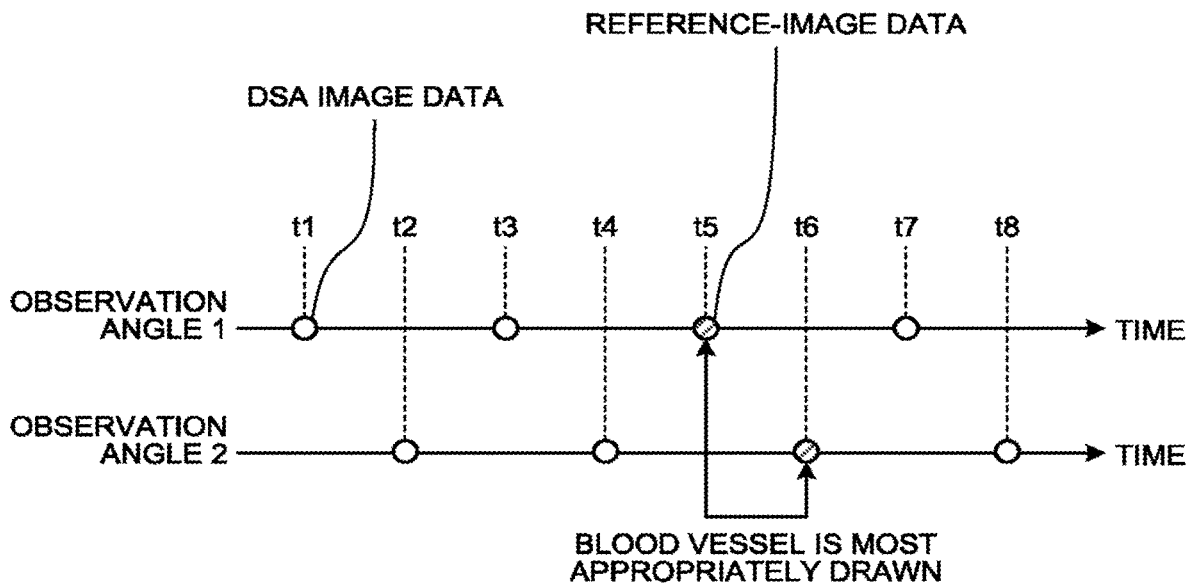 REFERENCE-IMAGE DATA
DSA IMAGE DATA
t1 t2 t3 t4 t5 t6 t7 t8
OBSERVATION
ANGLE 1
TIME
OBSERVATION
ANGLE 2
TIME
BLOOD VESSEL IS MOST
APPROPRIATELY DRAWN